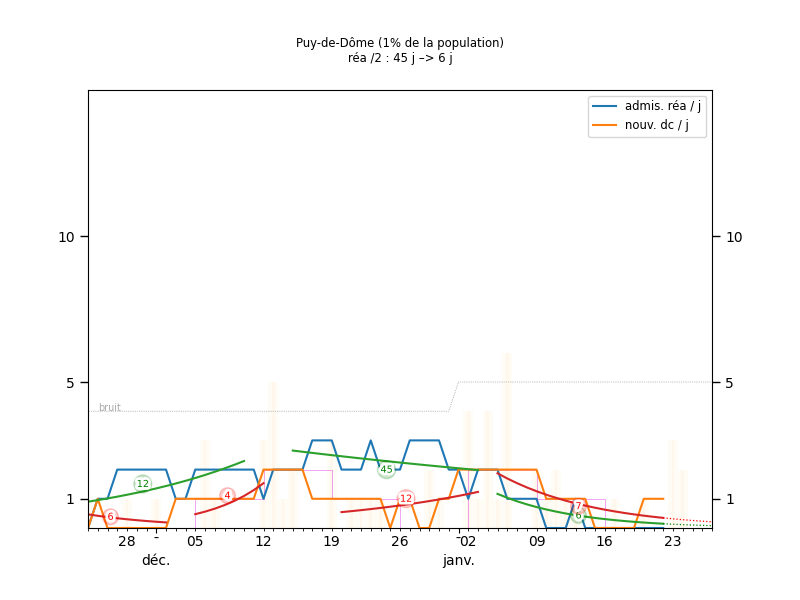 Puy-de-Dôme (1% de la population)
réa /2 : 45 j –> 6 j
admis. réa / j
nouv. dc / j
10 10
5 5
bruit
45
12
4
-12
7
6
6
1 1
28 - 05 12 19 26 02 09 16 23
déc. janv.